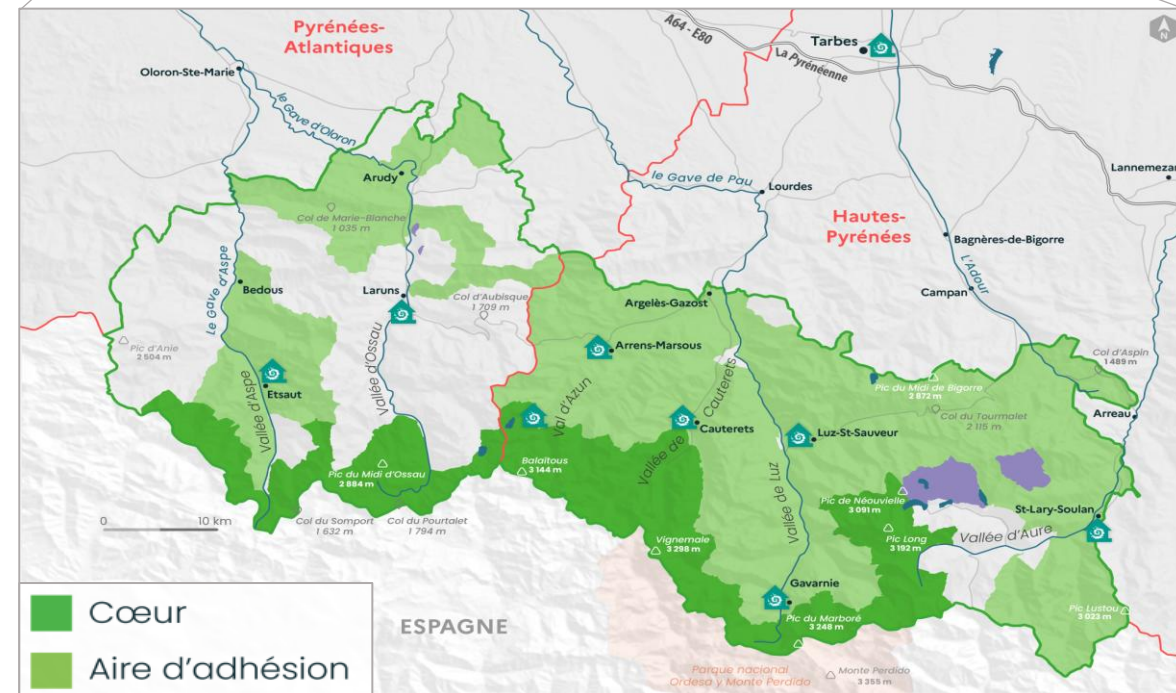 Pyrénées-
Atlantiques
A64 - E80
Tarbes
La Pyrénéenne
N
Oloron-Ste-Marie
le Gave d'Oloron
Lannemezan
Arudy
le Gave de Pau
Lourdes
Col de Marie-Blanche
1 035 m
Hautes-
Pyrénées
Bagnères-de-Bigorre
L'Adour
Le Gave d'Aspe
Bedous
Laruns
Col d'Aubisque
1 709 m
Argelès-Gazost
Campan
Pic d'Anie
2 504 m
Arrens-Marsous
Col d'Aspin
1 489 m
Etsaut
Vallée d'Aspe
Vallée d'Ossau
Val d'Azun
Vallée de Cauterets
Cauterets
Pic du Midi de Bigorre
2 872 m
Col du Tourmalet
2 115 m
Arreau
Luz-St-Sauveur
Pic du Midi d'Ossau
2 884 m
Balaïtous
3 144 m
Vallée de Luz
Pic de Néouvielle
3 091 m
St-Lary-Soulan
0 10 km
Col du Somport
1 632 m
Col du Pourtalet
1 794 m
Vignemale
3 298 m
Pic Long
3 192 m
Vallée d'Aure
Gavarnie
Pic du Marboré
3 248 m
Pic Lustou
3 023 m
Cœur
Aire d'adhésion
ESPAGNE
Parque nacional
Ordesa y Monte Perdido
Monte Perdido
3 355 m